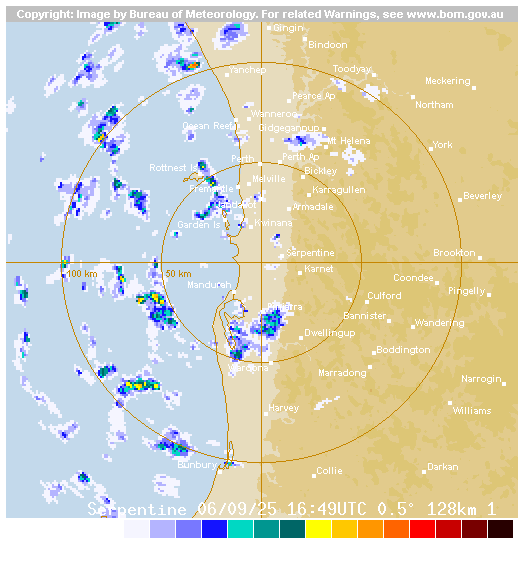 Copyright: Image by Bureau of Meteorology. For related Warnings, see www.bom.gov.au
Gingin
Bindoon
Yanchep
Toodyay
Meckering
Pearce Ap
Northam
Wanneroo
Ocean Reef
Gidgegannup
Mt Helena
York
Perth
Perth Ap
Rottnest Is
Bickley
Melville
Fremantle
Karragullen
Beverley
Armadale
Garden Is
Kwinana
Serpentine
Brookton
100 km
50 km
Karnet
Coondee
Mandurah
Pingelly
Cufford
Bannister
Wandering
Dwellingup
Boddington
Waroona
Marradong
Narrogin
Harvey
Williams
Bunbury
Collie
Darkan
Serpentine 06/09/25 16:49UTC 0.5° 128km 1